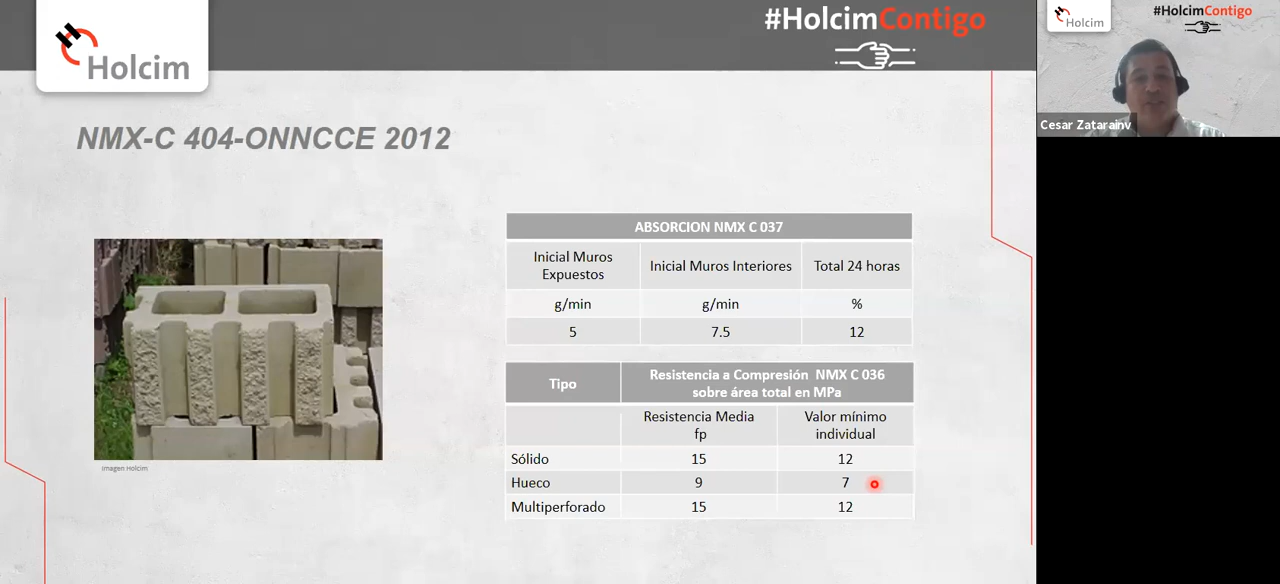 Holcim
#HolcimContigo
NMX-C 404-ONNCCE 2012
Imagen Holcim
ABSORCION NMX C 037
Inicial Muros Expuestos Inicial Muros Interiores Total 24 horas
g/min g/min %
5 7.5 12
Tipo Resistencia a Compresión NMX C 036
sobre área total en MPa
Resistencia Media Valor mínimo
fp individual
Sólido 15 12
Hueco 9 7
Multiperforado 15 12
Holcim
#HolcimContigo
Cesar Zatarainv